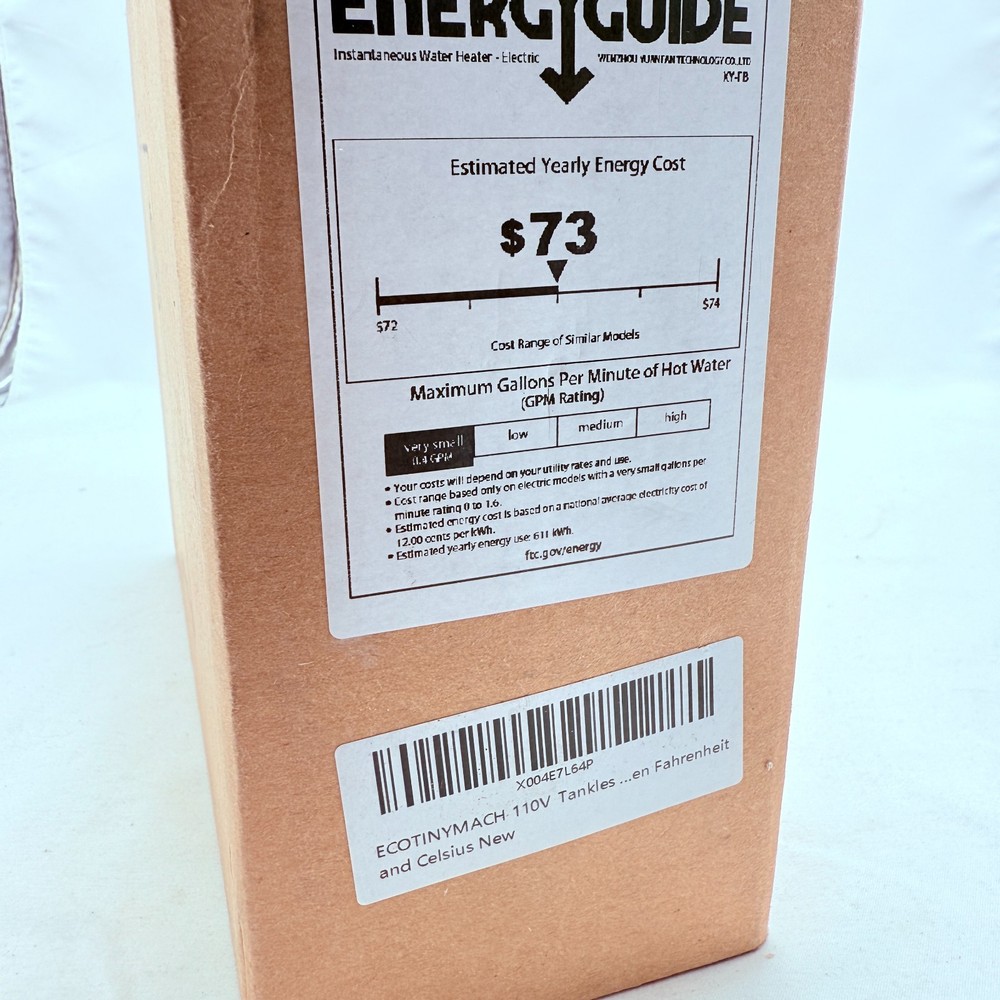 ENERGYGUIDE
Instantaneous Water Heater - Electric
WENZHOU YUANFAN TECHNOLOGY CO.,LTD
KY-FB
Estimated Yearly Energy Cost
$73
$72
$74
Cost Range of Similar Models
Maximum Gallons Per Minute of Hot Water
(GPM Rating)
very small
0.4 GPM
low
medium
high
• Your costs will depend on your utility rates and use.
• Cost range based only on electric models with a very small gallons per
minute rating 0 to 1.6.
• Estimated energy cost is based on a national average electricity cost of
12.00 cents per kWh.
• Estimated yearly energy use: 611 kWh.
ftc.gov/energy
X004E7L64P
ECOTINYMACH 110V Tankles ...en Fahrenheit
and Celsius New